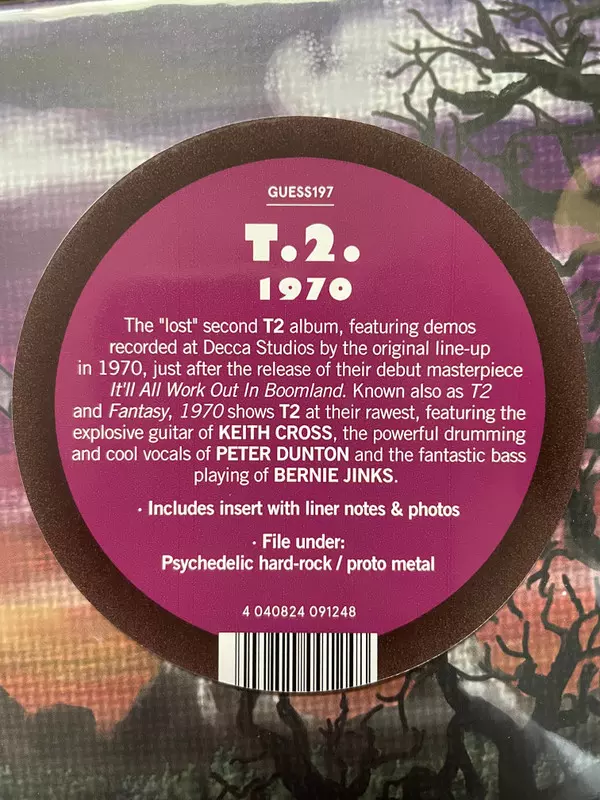 GUESS197
T.2.
1970
The "lost" second T2 album, featuring demos
recorded at Decca Studios by the original line-up
in 1970, just after the release of their debut masterpiece
It'll All Work Out In Boomland. Known also as T2
and Fantasy, 1970 shows T2 at their rawest, featuring the
explosive guitar of KEITH CROSS, the powerful drumming
and cool vocals of PETER DUNTON and the fantastic bass
playing of BERNIE JINKS.
· Includes insert with liner notes & photos
· File under:
Psychedelic hard-rock / proto metal
4 040824 091248